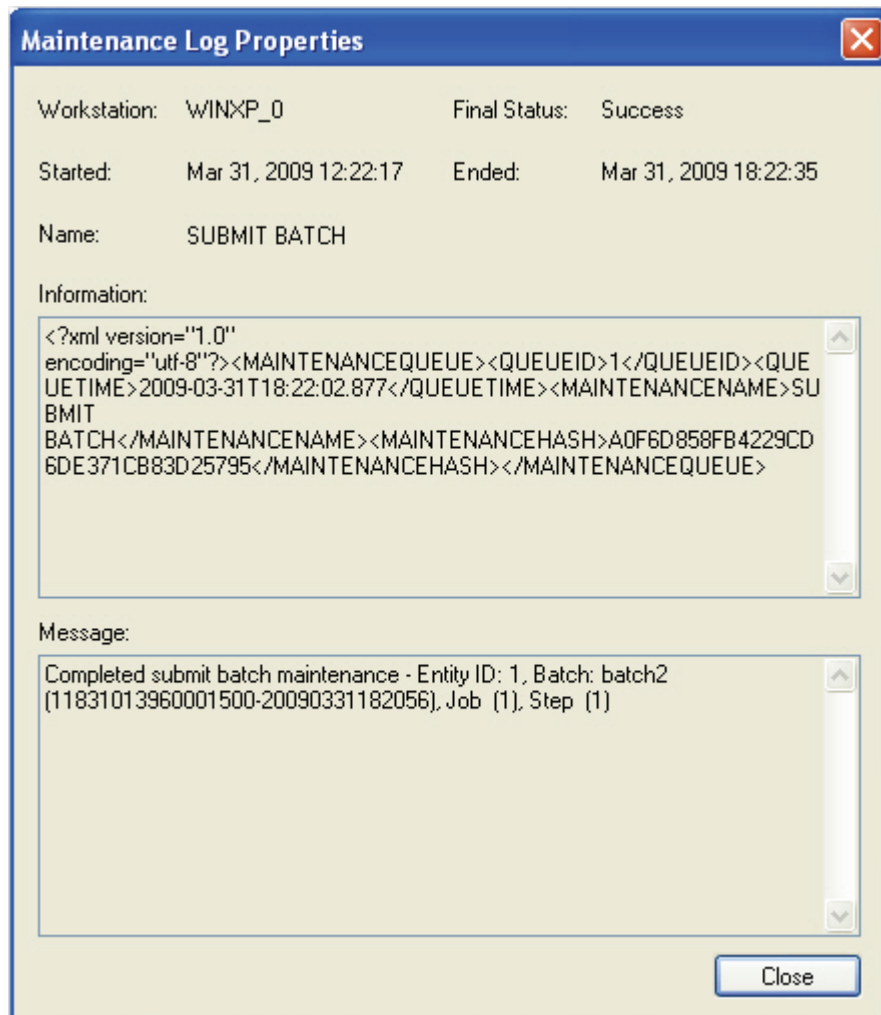 Maintenance Log Properties
Workstation: WINXP_0 Final Status: Success
Started: Mar 31, 2009 12:22:17 Ended: Mar 31, 2009 18:22:35
Name: SUBMIT BATCH
Information:
<?xml version="1.0"
encoding="utf-8"?><MAINTENANCEQUEUE><QUEUEID>1</QUEUEID><QUE
UETIME>2009-03-31T18:22:02.877</QUEUETIME><MAINTENANCENAME>SU
BMIT
BATCH</MAINTENANCENAME><MAINTENANCEHASH>A0F6D858FB4229CD
6DE371CB83D25795</MAINTENANCEHASH></MAINTENANCEQUEUE>
Message:
Completed submit batch maintenance - Entity ID: 1, Batch: batch2
(11831013960001500-20090331182056), Job (1), Step (1)
Close